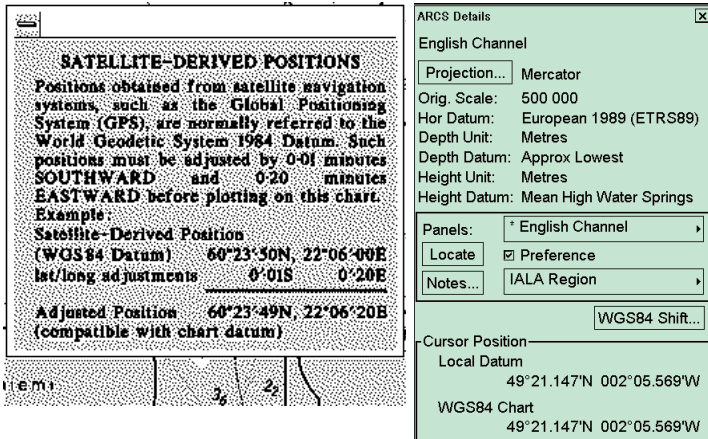 SATELLITE-DERIVED POSITIONS
Positions obtained from satellite navigation
systems, such as the Global Positioning
System (GPS), are normally referred to the
World Geodetic System 1984 Datum. Such
positions must be adjusted by 0·01 minutes
SOUTHWARD and 0·20 minutes
EASTWARD before plotting on this chart.
Example:
Satellite-Derived Position
(WGS84 Datum) 60°23'·50N, 22°06'·00E
lat/long adjustments 0'·01S 0'·20E
Adjusted Position 60°23'·49N, 22°06'·20E
(compatible with chart datum)
emi
3₆
2₂
ARCS Details
English Channel
Projection... Mercator
Orig. Scale: 500 000
Hor Datum: European 1989 (ETRS89)
Depth Unit: Metres
Depth Datum: Approx Lowest
Height Unit: Metres
Height Datum: Mean High Water Springs
Panels: * English Channel
Locate Preference
Notes... IALA Region
WGS84 Shift...
Cursor Position
Local Datum
49°21.147'N 002°05.569'W
WGS84 Chart
49°21.147'N 002°05.569'W